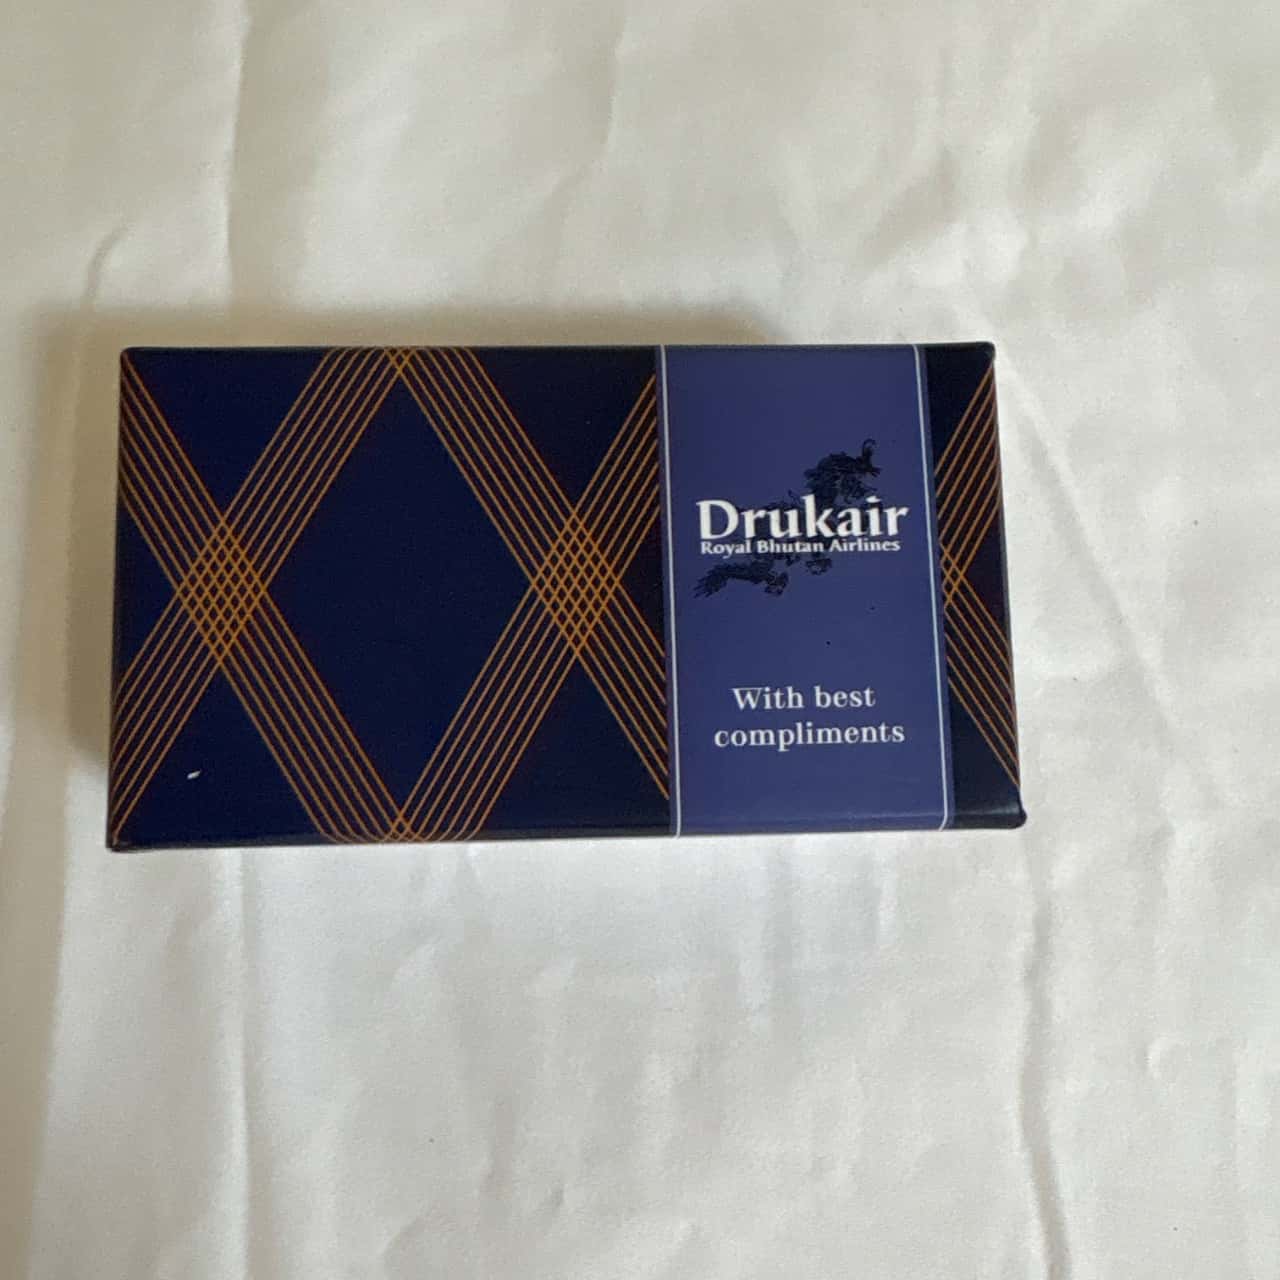 Drukair
Royal Bhutan Airlines
With best
compliments